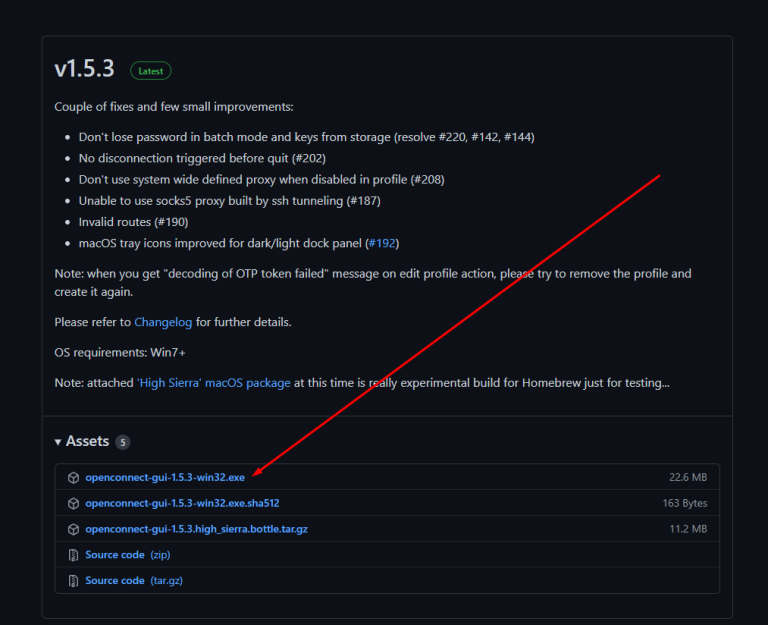 v1.5.3 Latest
Couple of fixes and few small improvements:
Don't lose password in batch mode and keys from storage (resolve #220, #142, #144)
No disconnection triggered before quit (#202)
Don't use system wide defined proxy when disabled in profile (#208)
Unable to use socks5 proxy built by ssh tunneling (#187)
Invalid routes (#190)
macOS tray icons improved for dark/light dock panel (#192)
Note: when you get "decoding of OTP token failed" message on edit profile action, please try to remove the profile and
create it again.
Please refer to Changelog for further details.
OS requirements: Win7+
Note: attached 'High Sierra' macOS package at this time is really experimental build for Homebrew just for testing...
Assets 5
openconnect-gui-1.5.3-win32.exe 22.6 MB
openconnect-gui-1.5.3-win32.exe.sha512 163 Bytes
openconnect-gui-1.5.3.high_sierra.bottle.tar.gz 11.2 MB
Source code (zip)
Source code (tar.gz)